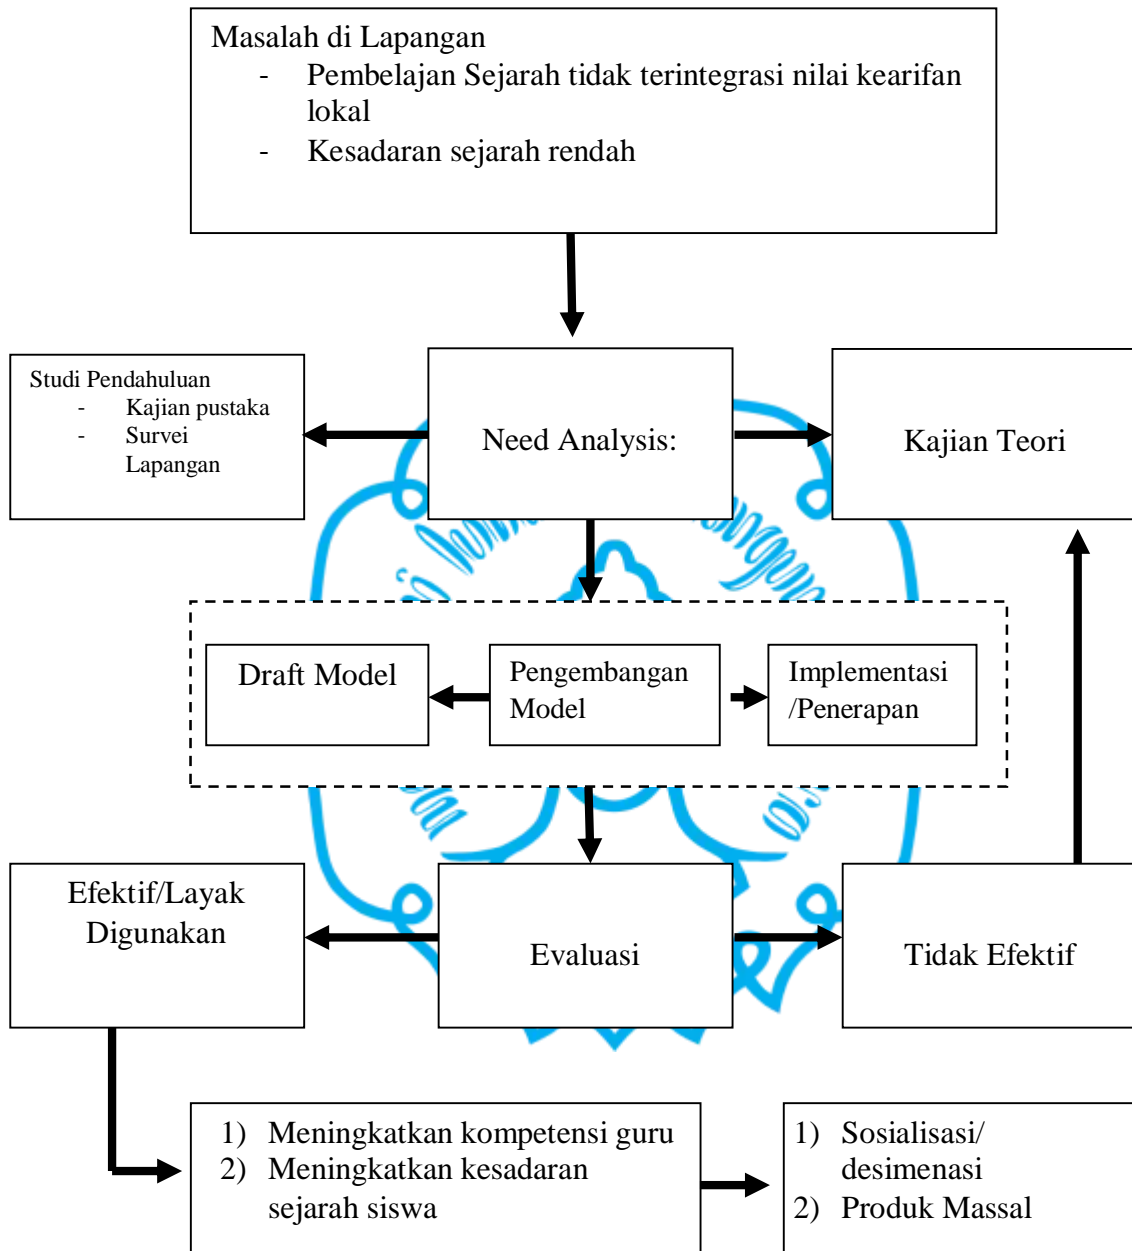 Masalah di Lapangan
- Pembelajan Sejarah tidak terintegrasi nilai kearifan
lokal
- Kesadaran sejarah rendah
Studi Pendahuluan
- Kajian pustaka
- Survei
Lapangan
Need Analysis:
Kajian Teori
Draft Model
Pengembangan
Model
Implementasi
/Penerapan
Efektif/Layak
Digunakan
Evaluasi
Tidak Efektif
1) Meningkatkan kompetensi guru
2) Meningkatkan kesadaran
sejarah siswa
1) Sosialisasi/
desimenasi
2) Produk Massal